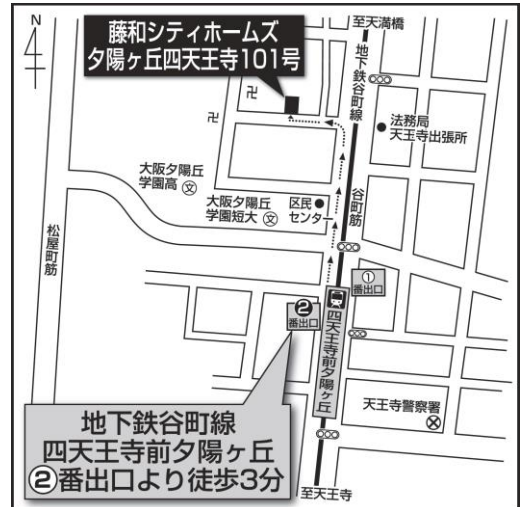 N
藤和シティホームズ
夕陽ヶ丘四天王寺101号
至天満橋
地下鉄谷町線
法務局
天王寺出張所
卍
卍
大阪夕陽丘
学園高 文
大阪夕陽丘
学園短大 文
区民
センター
谷町筋
松屋町筋
①
番出口
❷
番出口
四天王寺前夕陽ヶ丘
天王寺警察署
地下鉄谷町線
四天王寺前夕陽ヶ丘
②番出口より徒歩3分
至天王寺